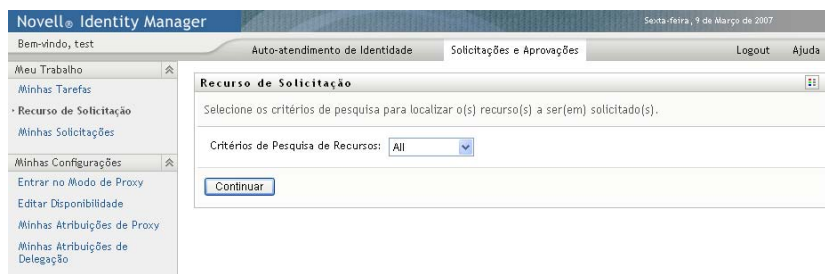 Novell® Identity Manager
Sexta-feira, 9 de Março de 2007
Bem-vindo, test
Auto-atendimento de Identidade
Solicitações e Aprovações
Logout
Ajuda
Meu Trabalho
Minhas Tarefas
Recurso de Solicitação
Minhas Solicitações
Minhas Configurações
Entrar no Modo de Proxy
Editar Disponibilidade
Minhas Atribuições de Proxy
Minhas Atribuições de
Delegação
Recurso de Solicitação
Selecione os critérios de pesquisa para localizar o(s) recurso(s) a ser(em) solicitado(s).
Critérios de Pesquisa de Recursos: All
Continuar